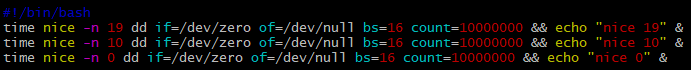 #!/bin/bash
time nice -n 19 dd if=/dev/zero of=/dev/null bs=16 count=10000000 && echo "nice 19" &
time nice -n 10 dd if=/dev/zero of=/dev/null bs=16 count=10000000 && echo "nice 10" &
time nice -n 0 dd if=/dev/zero of=/dev/null bs=16 count=10000000 && echo "nice 0" &